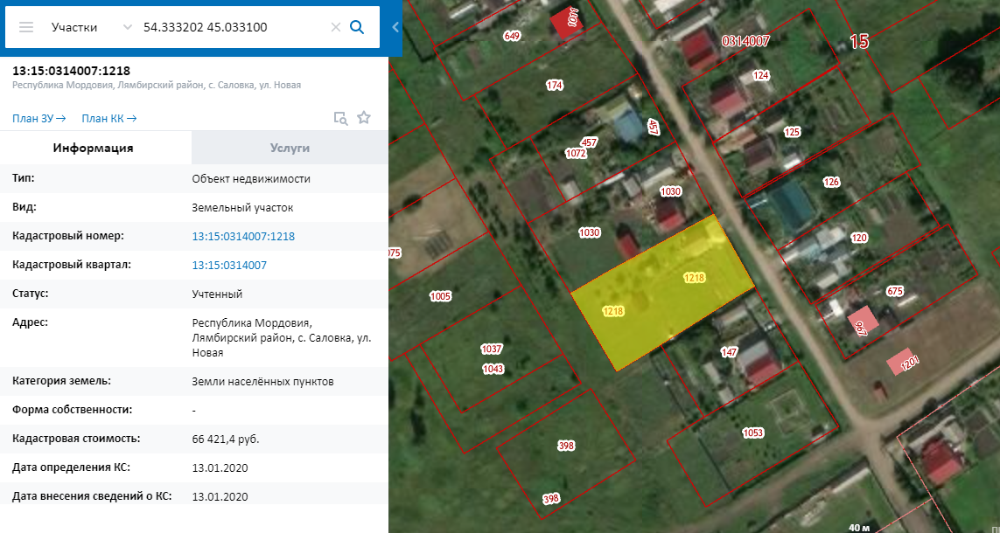 Участки
54.333202 45.033100
13:15:0314007:1218
Республика Мордовия, Лямбирский район, с. Саловка, ул. Новая
План ЗУ→
План КК→
Информация
Услуги
Тип:
Объект недвижимости
Вид:
Земельный участок
Кадастровый номер:
13:15:0314007:1218
Кадастровый квартал:
13:15:0314007
Статус:
Учтенный
Адрес:
Республика Мордовия,
Лямбирский район, с. Саловка, ул.
Новая
Категория земель:
Земли населённых пунктов
Форма собственности:
-
Кадастровая стоимость:
66 421,4 руб.
Дата определения КС:
13.01.2020
Дата внесения сведений о КС:
13.01.2020
649
1101
0314007
15
174
124
457
457
1072
125
1030
126
1030
120
075
1218
1005
1218
675
967
1037
1043
147
1201
1053
398
398
40 м